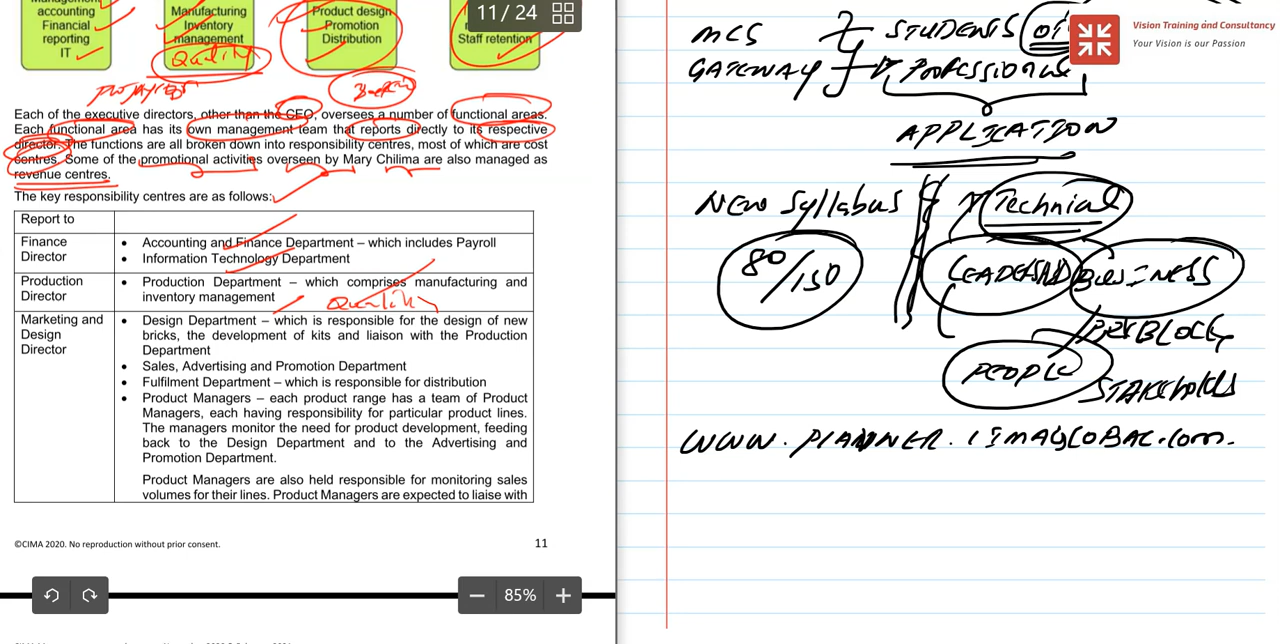 Management
accounting
Financial
reporting
IT
Manufacturing
Inventory
management
Quality
Product design
Promotion
Distribution
Staff retention
11 / 24
Each of the executive directors, other than the CEO, oversees a number of functional areas.
Each functional area has its own management team that reports directly to its respective
director. The functions are all broken down into responsibility centres, most of which are cost
centres. Some of the promotional activities overseen by Mary Chilima are also managed as
revenue centres.
The key responsibility centres are as follows:
Report to
Finance
Director
• Accounting and Finance Department – which includes Payroll
• Information Technology Department
Production
Director
• Production Department – which comprises manufacturing and
inventory management
Quality
Marketing and
Design
Director
• Design Department – which is responsible for the design of new
bricks, the development of kits and liaison with the Production
Department
• Sales, Advertising and Promotion Department
• Fulfilment Department – which is responsible for distribution
• Product Managers – each product range has a team of Product
Managers, each having responsibility for particular product lines.
The managers monitor the need for product development, feeding
back to the Design Department and to the Advertising and
Promotion Department.
Product Managers are also held responsible for monitoring sales
volumes for their lines. Product Managers are expected to liaise with
©CIMA 2020. No reproduction without prior consent.
11
85%
MCS
STUDENTS
GATEWAY
PROFESSIONALS
APPLICATION
Vision Training and Consultancy
Your Vision is our Passion
New Syllabus
Technical
80/150
LEADERSHIP
BUSINESS
PEOPLE
STAKEHOLDS
WWW.PLANNER.CIMAGLOBAL.COM.